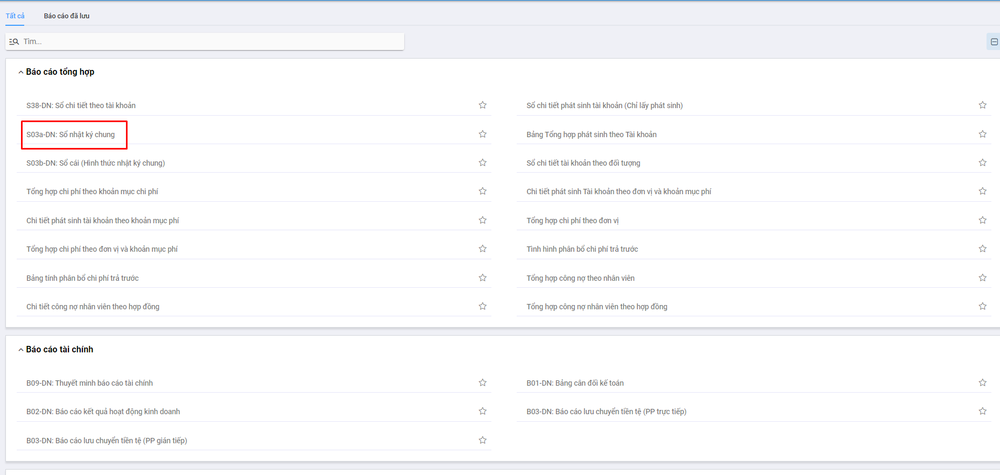 Tất cả Báo cáo đã lưu
Tìm...
Báo cáo tổng hợp
S38-DN: Sổ chi tiết theo tài khoản Sổ chi tiết phát sinh tài khoản (Chỉ lấy phát sinh)
S03a-DN: Sổ nhật ký chung Bảng Tổng hợp phát sinh theo Tài khoản
S03b-DN: Sổ cái (Hình thức nhật ký chung) Sổ chi tiết tài khoản theo đối tượng
Tổng hợp chi phí theo khoản mục chi phí Chi tiết phát sinh Tài khoản theo đơn vị và khoản mục phí
Chi tiết phát sinh tài khoản theo khoản mục phí Tổng hợp chi phí theo đơn vị
Tổng hợp chi phí theo đơn vị và khoản mục phí Tình hình phân bổ chi phí trả trước
Bảng tính phân bổ chi phí trả trước Tổng hợp công nợ theo nhân viên
Chi tiết công nợ nhân viên theo hợp đồng Tổng hợp công nợ nhân viên theo hợp đồng
Báo cáo tài chính
B09-DN: Thuyết minh báo cáo tài chính B01-DN: Bảng cân đối kế toán
B02-DN: Báo cáo kết quả hoạt động kinh doanh B03-DN: Báo cáo lưu chuyển tiền tệ (PP trực tiếp)
B03-DN: Báo cáo lưu chuyển tiền tệ (PP gián tiếp)